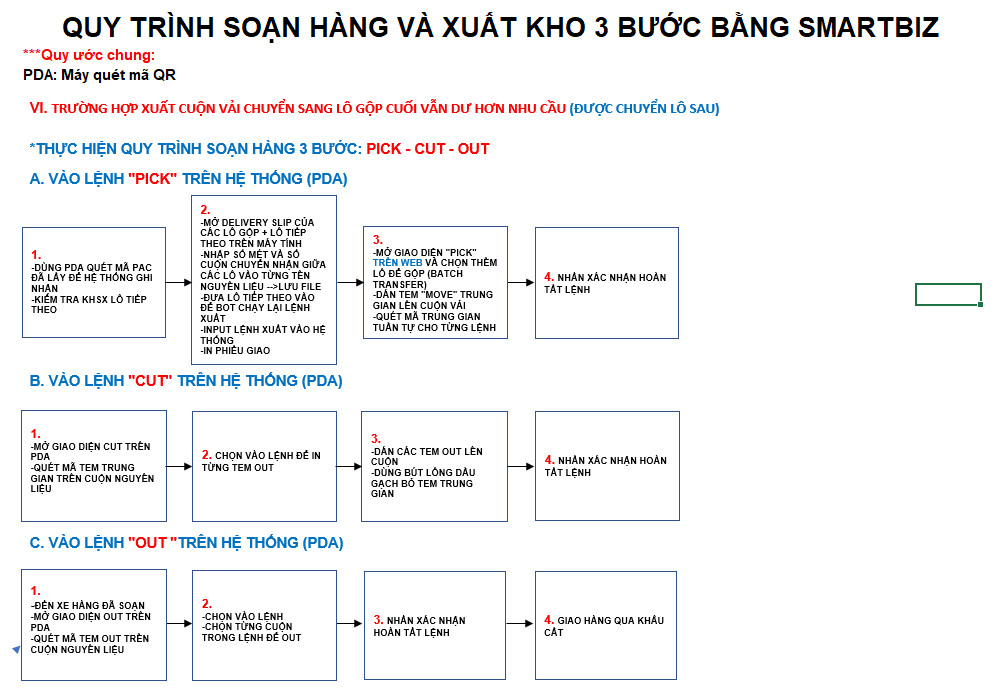 QUY TRÌNH SOẠN HÀNG VÀ XUẤT KHO 3 BƯỚC BẰNG SMARTBIZ
***Quy ước chung:
PDA: Máy quét mã QR
VI. TRƯỜNG HỢP XUẤT CUỘN VẢI CHUYỂN SANG LÔ GỘP CUỐI VẪN DƯ HƠN NHU CẦU (ĐƯỢC CHUYỂN LÔ SAU)
*THỰC HIỆN QUY TRÌNH SOẠN HÀNG 3 BƯỚC: PICK - CUT - OUT
A. VÀO LỆNH "PICK" TRÊN HỆ THỐNG (PDA)
1.
-DÙNG PDA QUÉT MÃ PAC
ĐÃ LẤY ĐỂ HỆ THỐNG GHI
NHẬN
-KIỂM TRA KHSX LÔ TIẾP
THEO
2.
-MỞ DELIVERY SLIP CỦA
CÁC LÔ GỘP + LÔ TIẾP
THEO TRÊN MÁY TÍNH
-NHẬP SỐ MÉT VÀ SỐ
CUỘN CHUYỂN NHẬN GIỮA
CÁC LÔ VÀO TỪNG TÊN
NGUYÊN LIỆU -->LƯU FILE
-ĐƯA LÔ TIẾP THEO VÀO
ĐỂ BOT CHẠY LẠI LỆNH
XUẤT
-INPUT LỆNH XUẤT VÀO HỆ
THỐNG
-IN PHIẾU GIAO
3.
-MỞ GIAO DIỆN "PICK"
TRÊN WEB VÀ CHỌN THÊM
LÔ ĐỂ GỘP (BATCH
TRANSFER)
-DÁN TEM "MOVE" TRUNG
GIAN LÊN CUỘN VẢI
-QUÉT MÃ TRUNG GIAN
TUẦN TỰ CHO TỪNG LỆNH
4. NHẤN XÁC NHẬN HOÀN
TẤT LỆNH
B. VÀO LỆNH "CUT" TRÊN HỆ THỐNG (PDA)
1.
-MỞ GIAO DIỆN CUT TRÊN
PDA
-QUÉT MÃ TEM TRUNG
GIAN TRÊN CUỘN NGUYÊN
LIỆU
2. CHỌN VÀO LỆNH ĐỂ IN
TỪNG TEM OUT
3.
-DÁN CÁC TEM OUT LÊN
CUỘN
-DÙNG BÚT LÔNG DẦU
GẠCH BỎ TEM TRUNG
GIAN
4. NHẤN XÁC NHẬN HOÀN
TẤT LỆNH
C. VÀO LỆNH "OUT "TRÊN HỆ THỐNG (PDA)
1.
-ĐẾN XE HÀNG ĐÃ SOẠN
-MỞ GIAO DIỆN OUT TRÊN
PDA
-QUÉT MÃ TEM OUT TRÊN
CUỘN NGUYÊN LIỆU
2.
-CHỌN VÀO LỆNH
-CHỌN TỪNG CUỘN
TRONG LỆNH ĐỂ OUT
3. NHẤN XÁC NHẬN
HOÀN TẤT LỆNH
4. GIAO HÀNG QUA KHÂU
CẮT